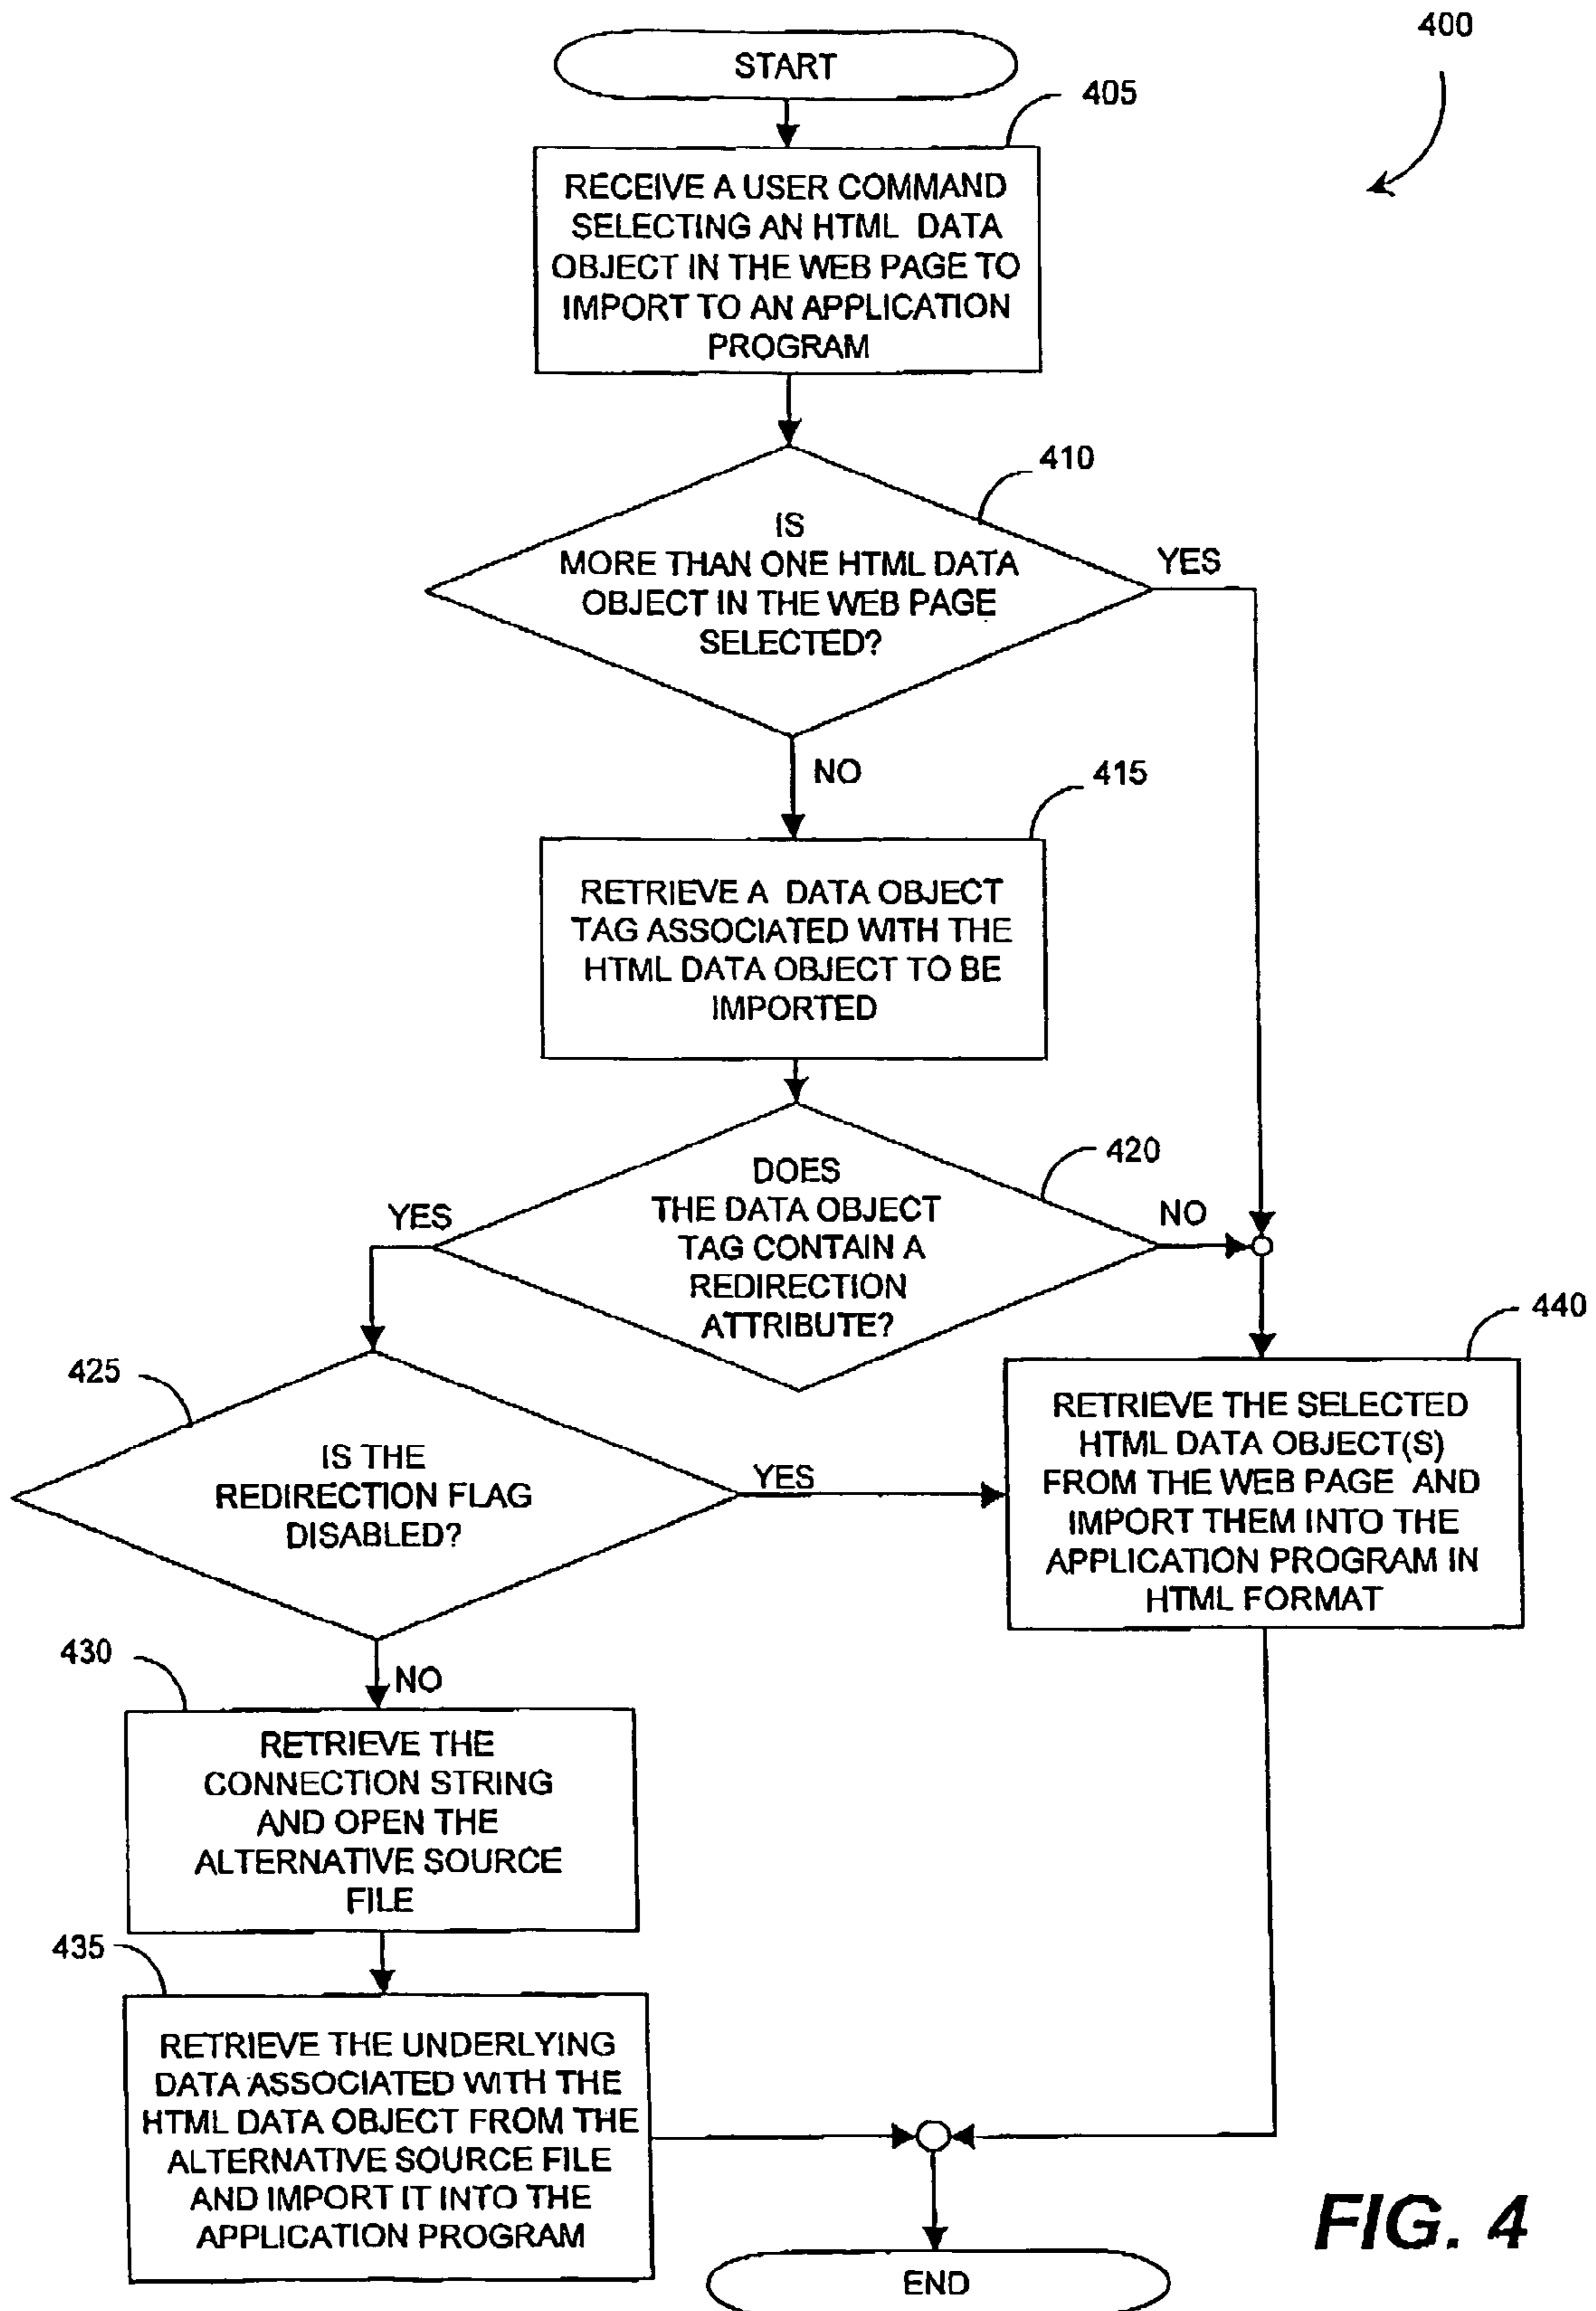 400
START
405
RECEIVE A USER COMMAND
SELECTING AN HTML DATA
OBJECT IN THE WEB PAGE TO
IMPORT TO AN APPLICATION
PROGRAM
410
IS
MORE THAN ONE HTML DATA
OBJECT IN THE WEB PAGE
SELECTED?
YES
NO
415
RETRIEVE A DATA OBJECT
TAG ASSOCIATED WITH THE
HTML DATA OBJECT TO BE
IMPORTED
420
DOES
THE DATA OBJECT
TAG CONTAIN A
REDIRECTION
ATTRIBUTE?
YES
NO
425
IS THE
REDIRECTION FLAG
DISABLED?
YES
NO
440
RETRIEVE THE SELECTED
HTML DATA OBJECT(S)
FROM THE WEB PAGE AND
IMPORT THEM INTO THE
APPLICATION PROGRAM IN
HTML FORMAT
430
RETRIEVE THE
CONNECTION STRING
AND OPEN THE
ALTERNATIVE SOURCE
FILE
435
RETRIEVE THE UNDERLYING
DATA ASSOCIATED WITH THE
HTML DATA OBJECT FROM THE
ALTERNATIVE SOURCE FILE
AND IMPORT IT INTO THE
APPLICATION PROGRAM
END
FIG. 4